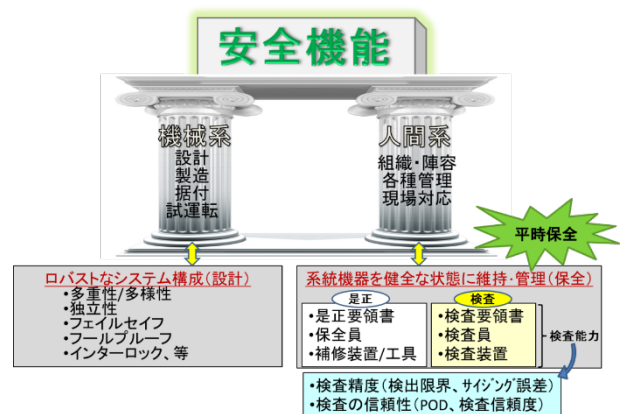 安全機能
機械系
設計
製造
据付
試運転
人間系
組織・陣容
各種管理
現場対応
平時保全
ロバストなシステム構成(設計)
・多重性/多様性
・独立性
・フェイルセイフ
・フールプルーフ
・インターロック、等
系統機器を健全な状態に維持・管理(保全)
是正
・是正要領書
・保全員
・補修装置/工具
検査
・検査要領書
・検査員
・検査装置
検査能力
・検査精度(検出限界、サイジング誤差)
・検査の信頼性(POD、検査信頼度)